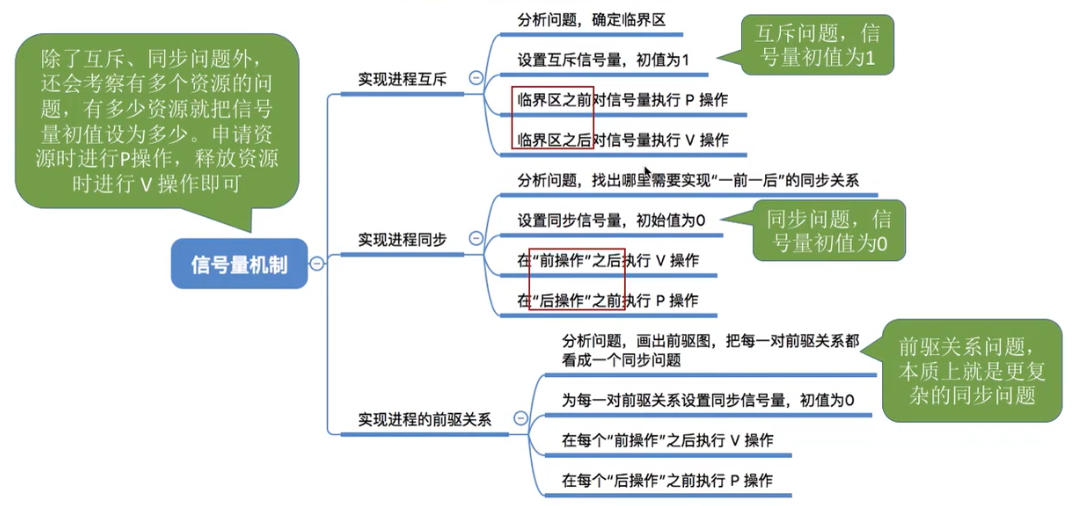 除了互斥、同步问题外，
还会考察有多个资源的问
题，有多少资源就把信号
量初值设为多少。申请资
源时进行P操作，释放资源
时进行 V 操作即可
信号量机制
实现进程互斥
分析问题，确定临界区
设置互斥信号量，初值为1
临界区之前对信号量执行 P 操作
临界区之后对信号量执行 V 操作
互斥问题，信
号量初值为1
实现进程同步
分析问题，找出哪里需要实现“一前一后”的同步关系
设置同步信号量，初始值为0
在“前操作”之后执行 V 操作
在“后操作”之前执行 P 操作
同步问题，信
号量初值为0
实现进程的前驱关系
分析问题，画出前驱图，把每一对前驱关系都
看成一个同步问题
为每一对前驱关系设置同步信号量，初值为0
在每个“前操作”之后执行 V 操作
在每个“后操作”之前执行 P 操作
前驱关系问题，
本质上就是更复
杂的同步问题